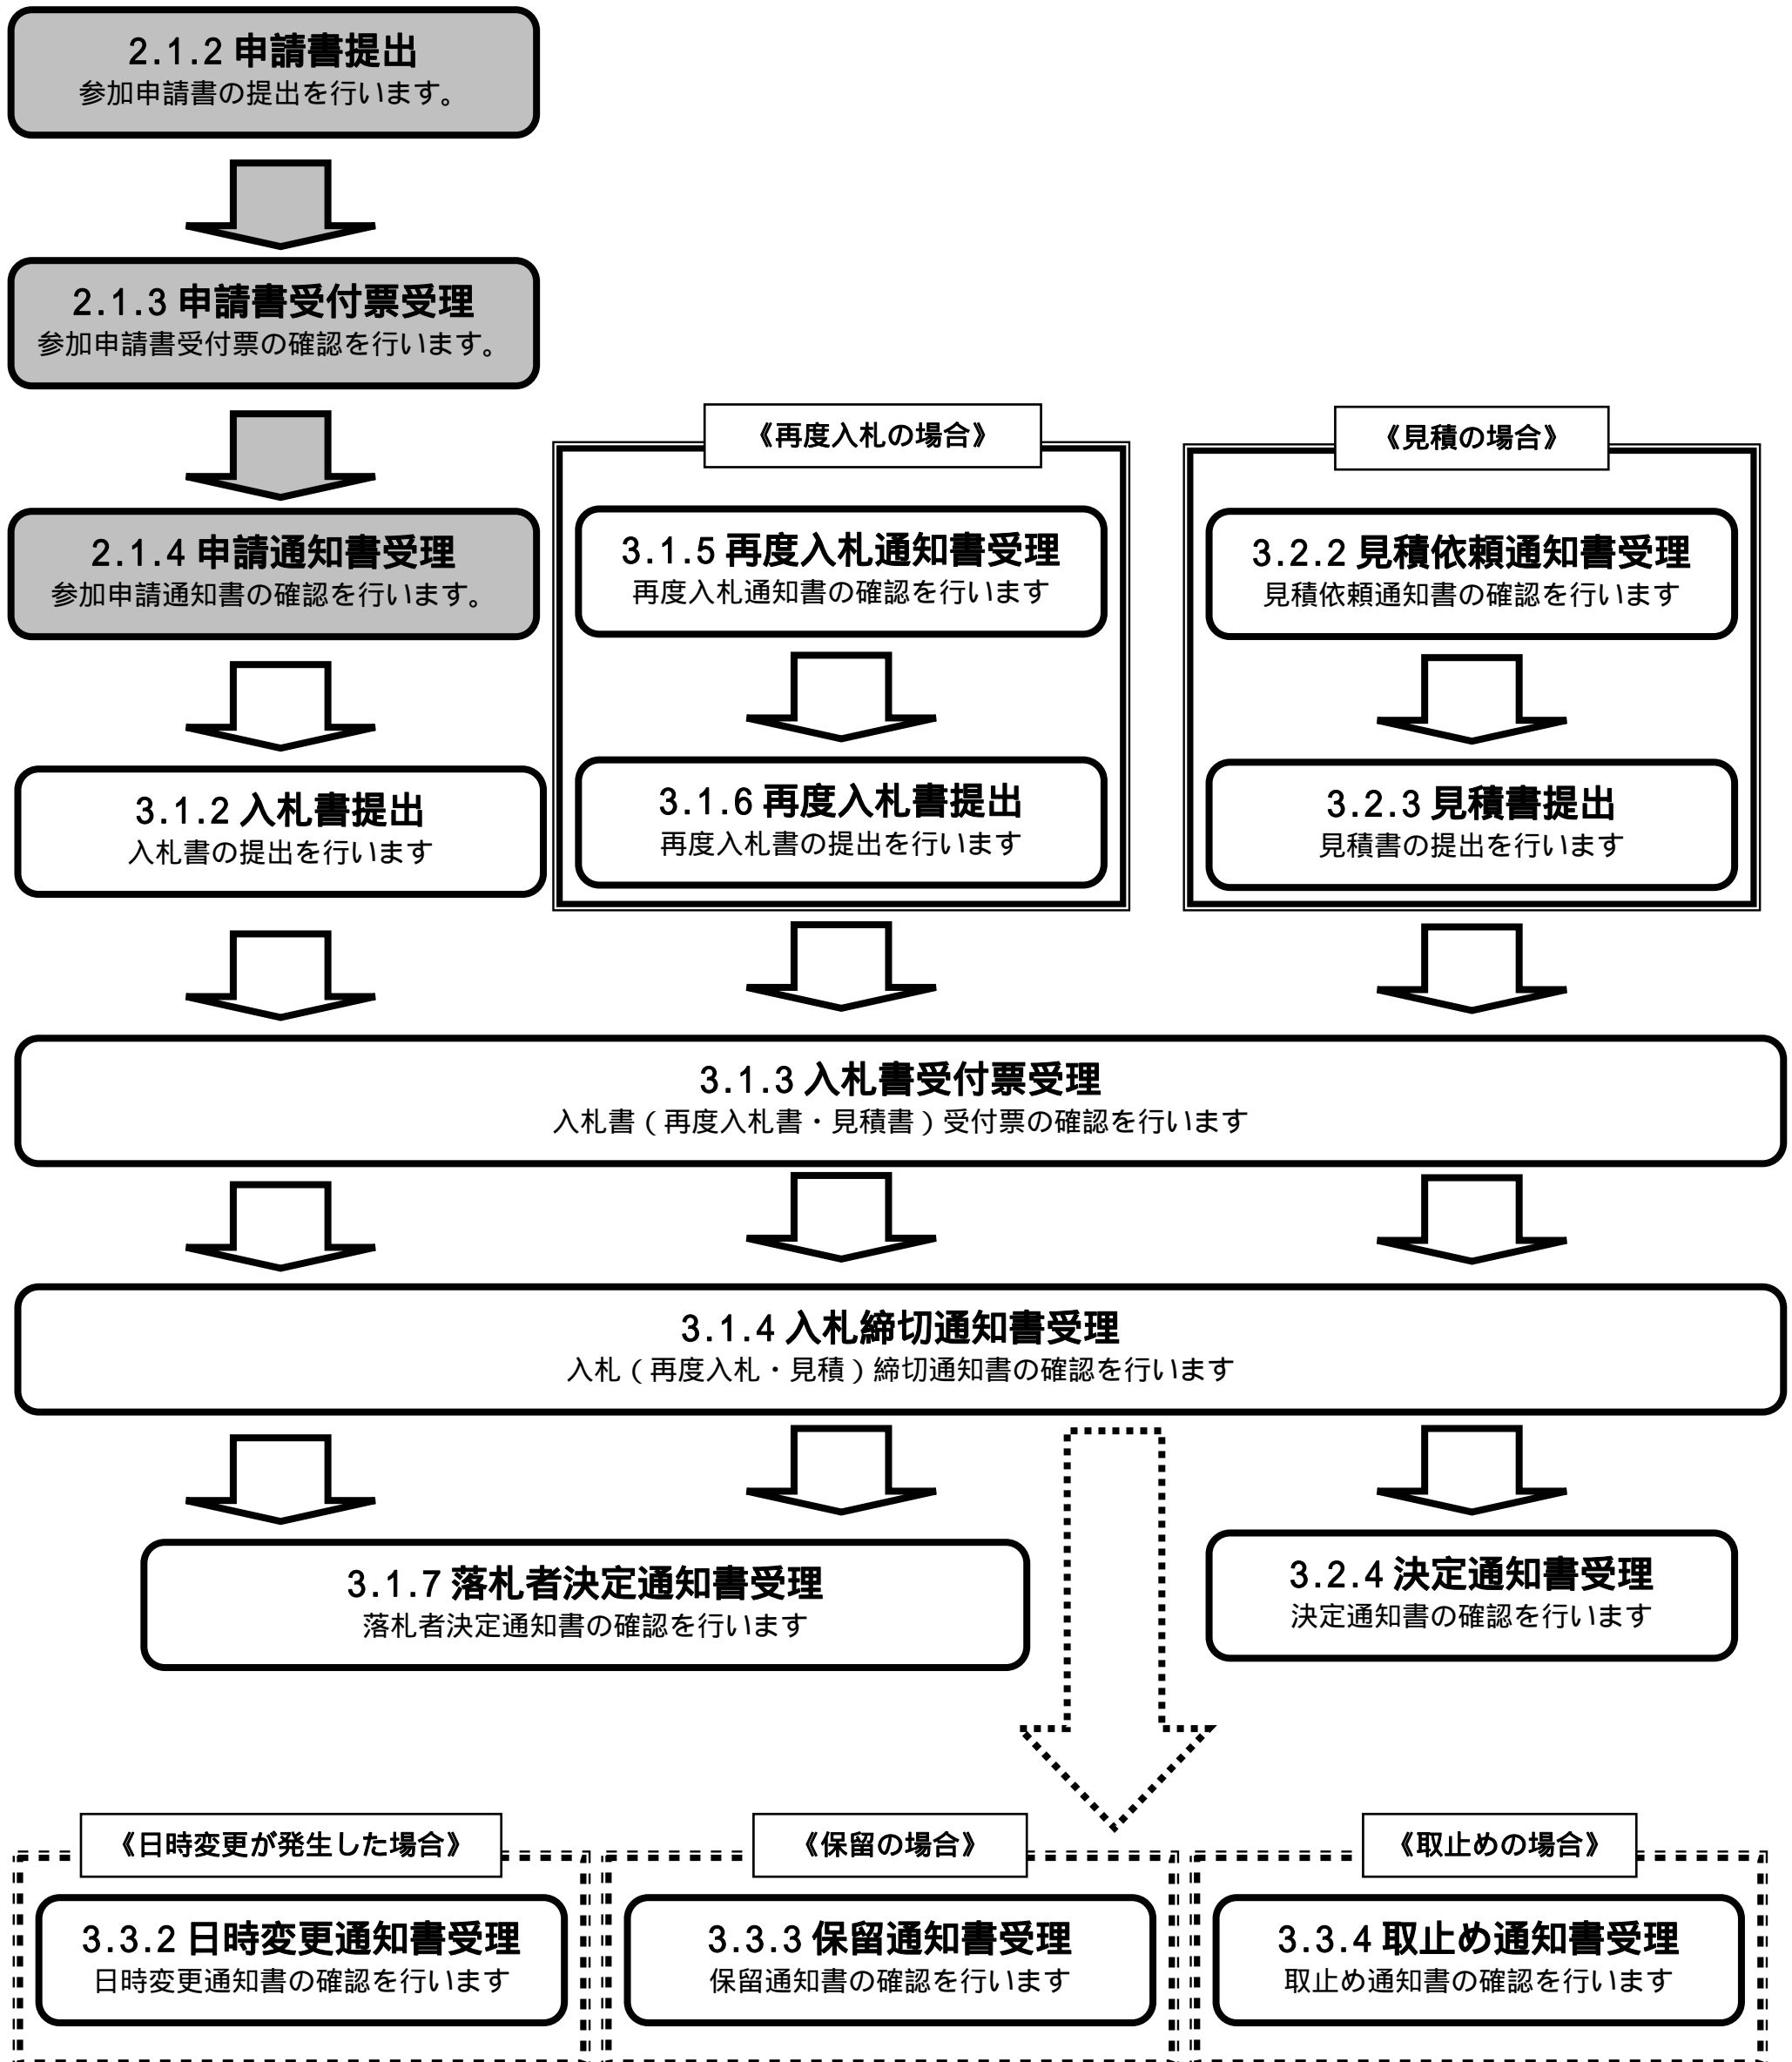 2.1.2 申請書提出
参加申請書の提出を行います。
2.1.3 申請書受付票受理
参加申請書受付票の確認を行います。
2.1.4 申請通知書受理
参加申請通知書の確認を行います。
3.1.2 入札書提出
入札書の提出を行います
《再度入札の場合》
3.1.5 再度入札通知書受理
再度入札通知書の確認を行います
3.1.6 再度入札書提出
再度入札書の提出を行います
《見積の場合》
3.2.2 見積依頼通知書受理
見積依頼通知書の確認を行います
3.2.3 見積書提出
見積書の提出を行います
3.1.3 入札書受付票受理
入札書（再度入札書・見積書）受付票の確認を行います
3.1.4 入札締切通知書受理
入札（再度入札・見積）締切通知書の確認を行います
3.1.7 落札者決定通知書受理
落札者決定通知書の確認を行います
3.2.4 決定通知書受理
決定通知書の確認を行います
《日時変更が発生した場合》
3.3.2 日時変更通知書受理
日時変更通知書の確認を行います
《保留の場合》
3.3.3 保留通知書受理
保留通知書の確認を行います
《取止めの場合》
3.3.4 取止め通知書受理
取止め通知書の確認を行います